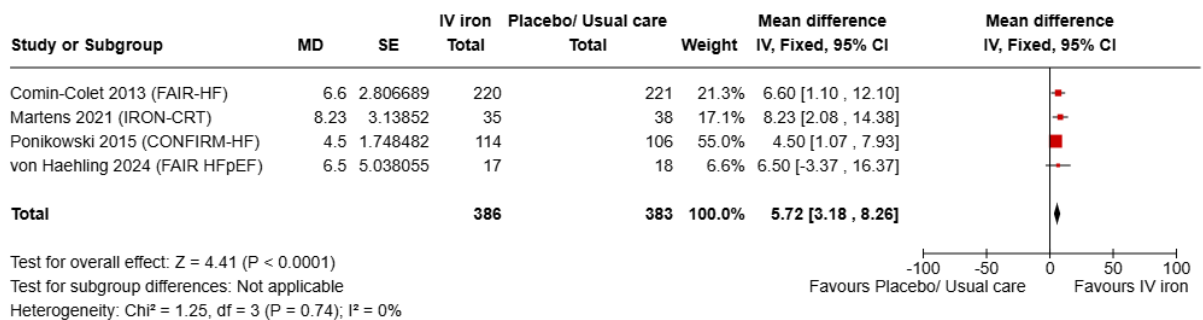 IV iron Placebo/ Usual care Mean difference Mean difference
Study or Subgroup MD SE Total Total Weight IV, Fixed, 95% CI IV, Fixed, 95% CI
Comin-Colet 2013 (FAIR-HF) 6.6 2.806689 220 221 21.3% 6.60 [1.10 , 12.10]
Martens 2021 (IRON-CRT) 8.23 3.13852 35 38 17.1% 8.23 [2.08 , 14.38]
Ponikowski 2015 (CONFIRM-HF) 4.5 1.748482 114 106 55.0% 4.50 [1.07 , 7.93]
von Haehling 2024 (FAIR HFpEF) 6.5 5.038055 17 18 6.6% 6.50 [-3.37 , 16.37]
Total 386 383 100.0% 5.72 [3.18 , 8.26]
Test for overall effect: Z = 4.41 (P < 0.0001) -100 -50 0 50 100
Test for subgroup differences: Not applicable Favours Placebo/ Usual care Favours IV iron
Heterogeneity: Chi² = 1.25, df = 3 (P = 0.74); I² = 0%